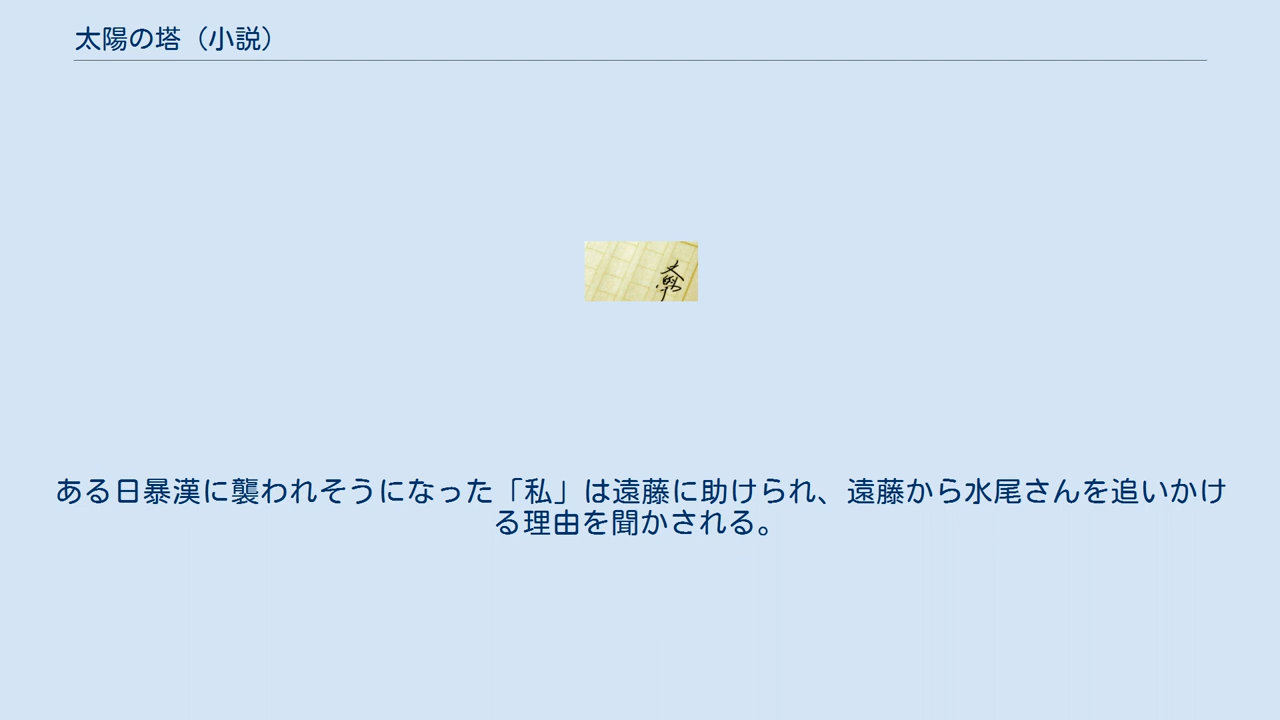 太陽の塔（小説）
ある日暴漢に襲われそうになった「私」は遠藤に助けられ、遠藤から水尾さんを追いかけ
る理由を聞かされる。